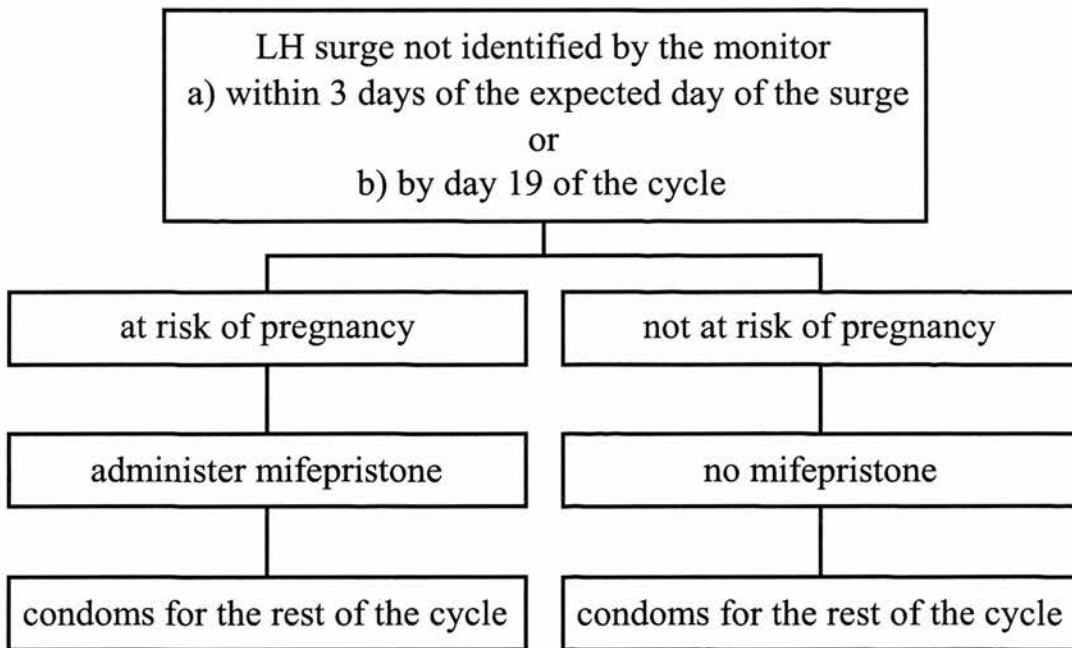 LH surge not identified by the monitor
a) within 3 days of the expected day of the surge
or
b) by day 19 of the cycle
at risk of pregnancy
not at risk of pregnancy
administer mifepristone
no mifepristone
condoms for the rest of the cycle
condoms for the rest of the cycle